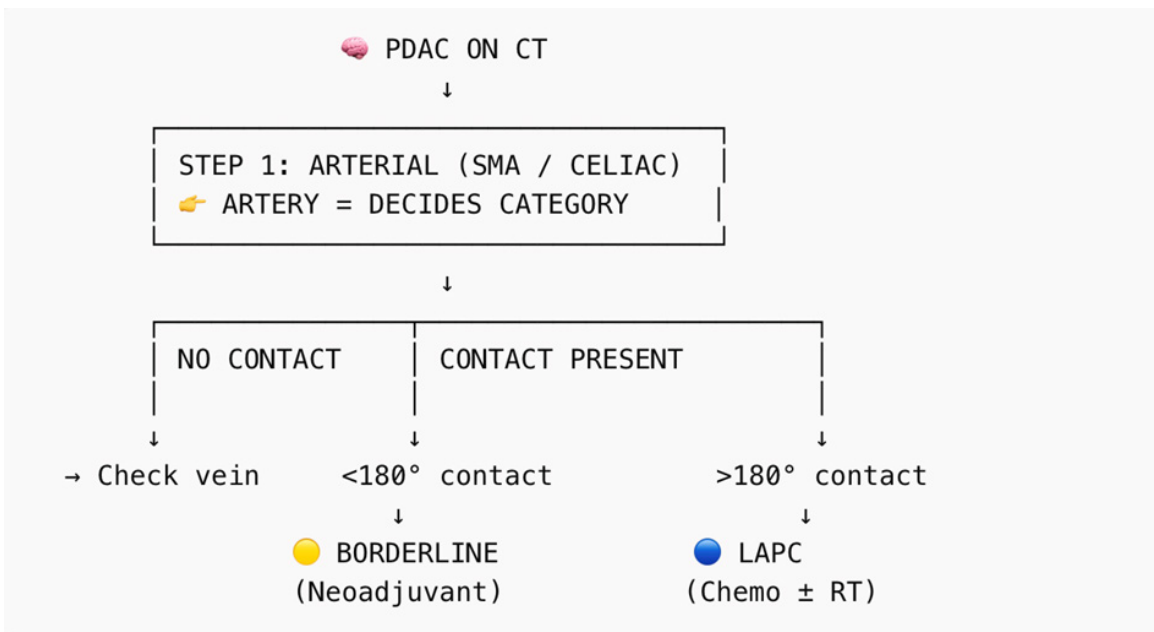 🧠 PDAC ON CT
↓
STEP 1: ARTERIAL (SMA / CELIAC)
👉 ARTERY = DECIDES CATEGORY
↓
NO CONTACT CONTACT PRESENT
↓ ↓ ↓
→ Check vein <180° contact >180° contact
↓ ↓
🟡 BORDERLINE 🔵 LAPC
(Neoadjuvant) (Chemo ± RT)